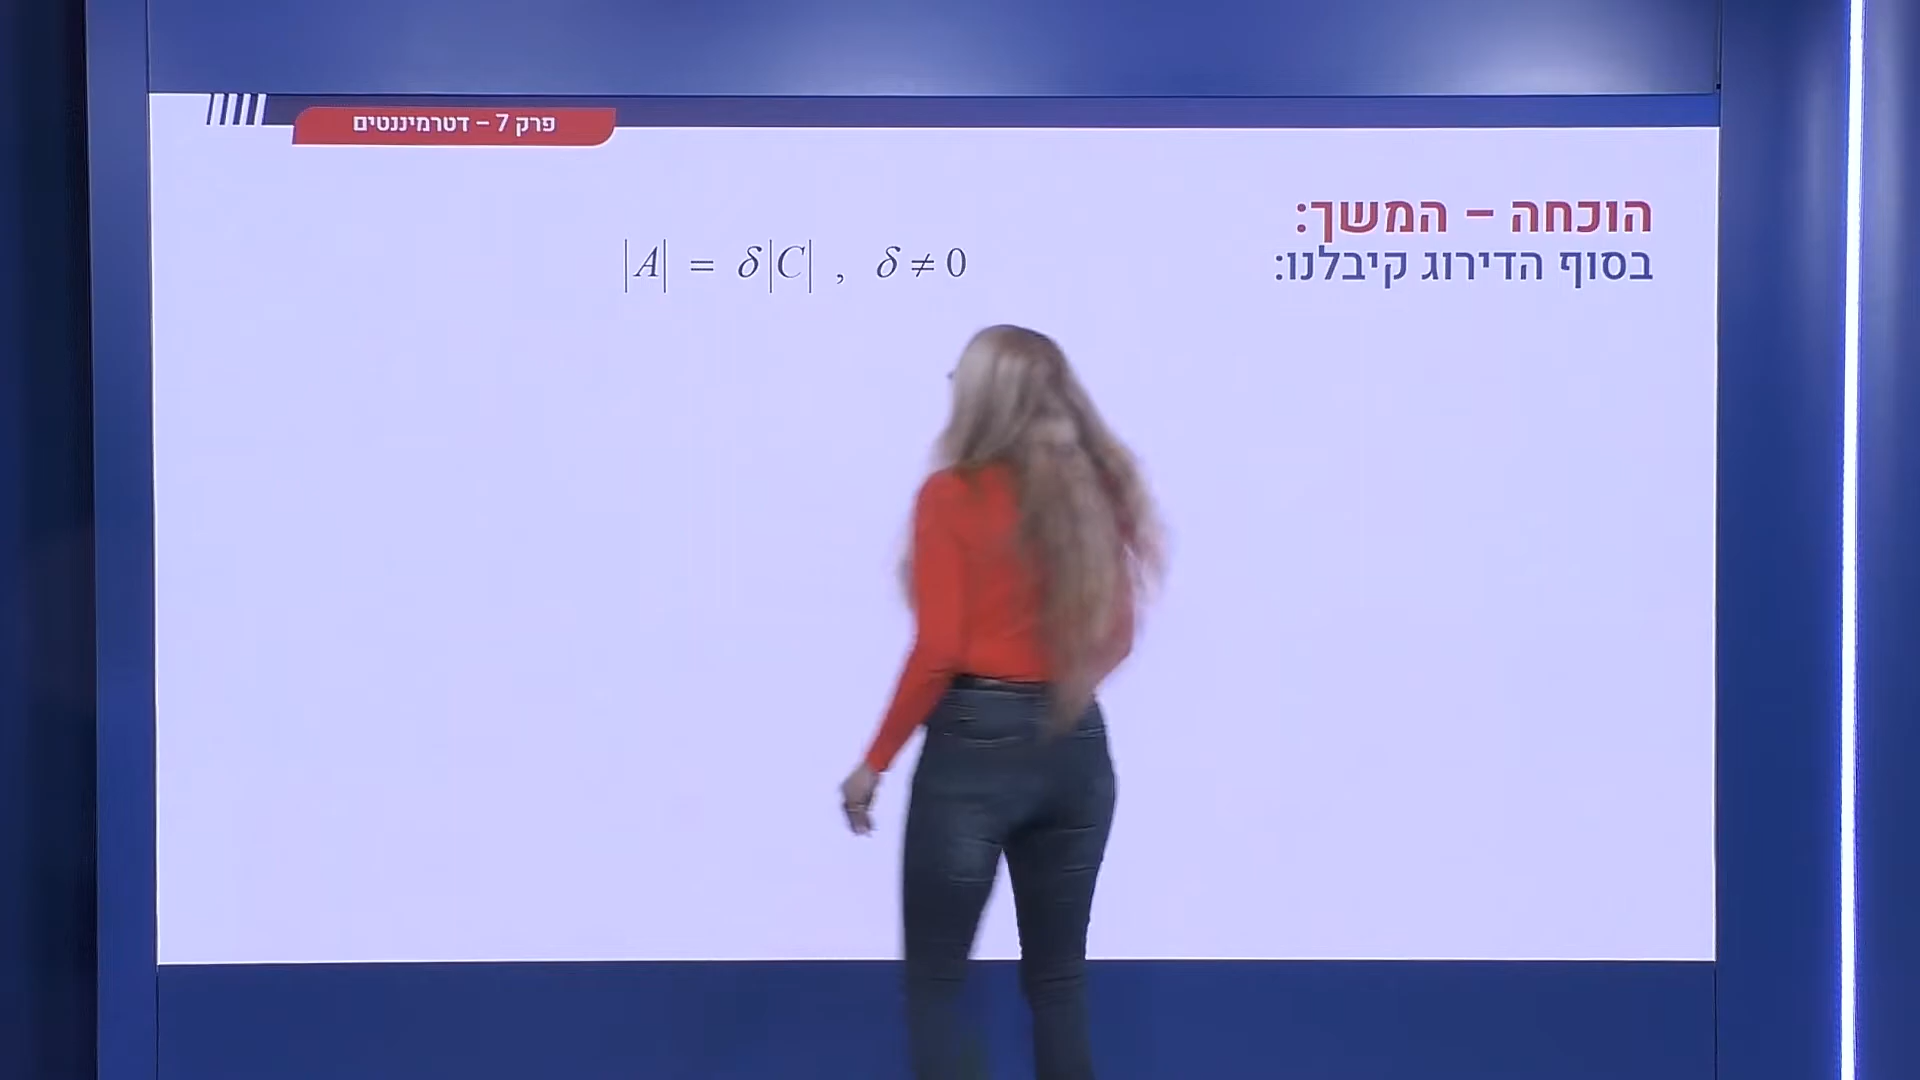 פרק 7 – דטרמיננטים
הוכחה – המשך:
בסוף הדירוג קיבלנו: |A| = δ|C| , δ ≠ 0